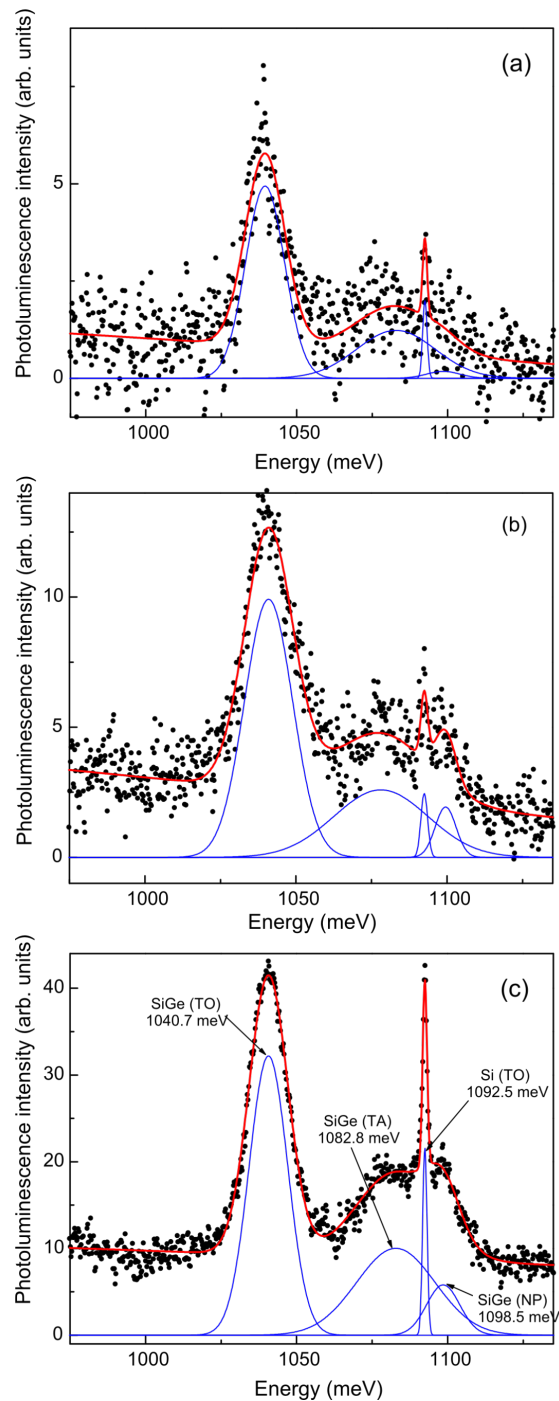 (a)
Photoluminescence intensity (arb. units)
5
0
1000 1050 1100
Energy (meV)
(b)
Photoluminescence intensity (arb. units)
10
5
0
1000 1050 1100
Energy (meV)
(c)
Photoluminescence intensity (arb. units)
40
30
20
10
0
SiGe (TO)
1040.7 meV
Si (TO)
1092.5 meV
SiGe (TA)
1082.8 meV
SiGe (NP)
1098.5 meV
1000 1050 1100
Energy (meV)